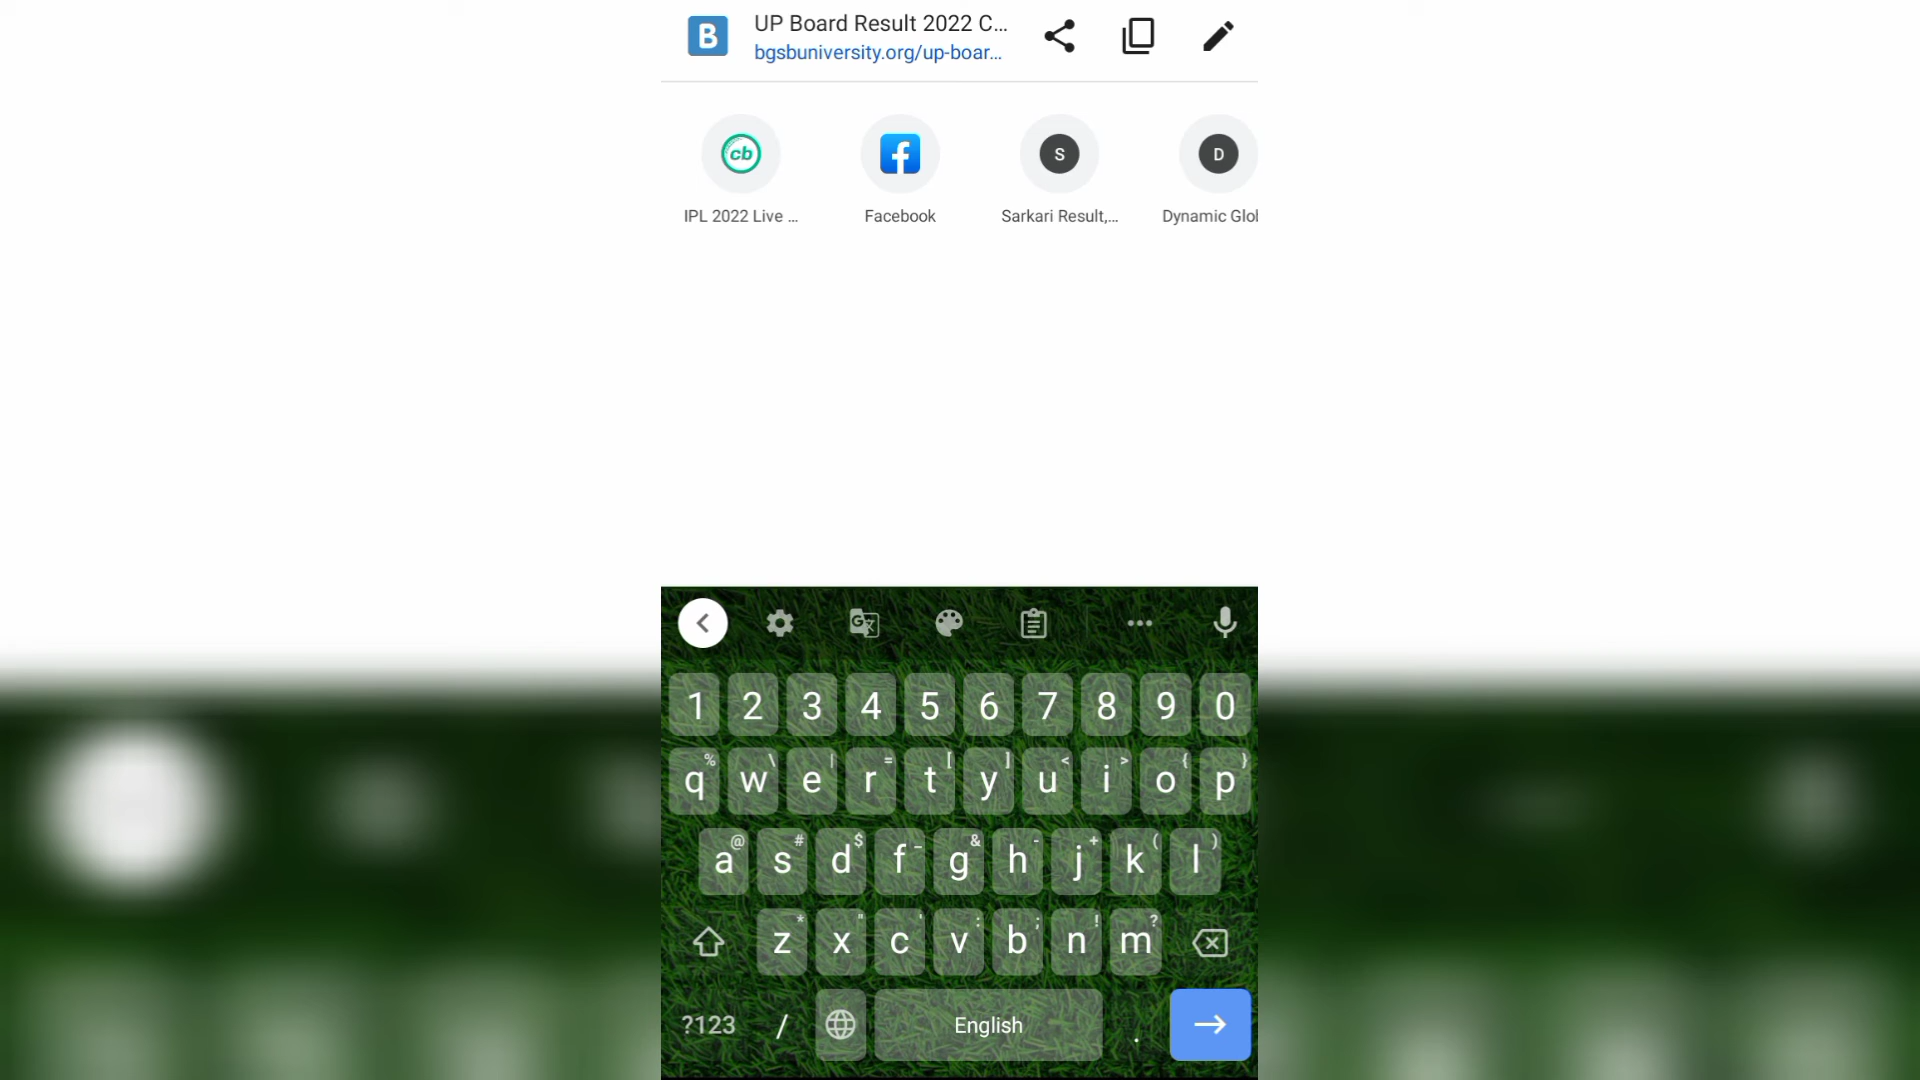 B
UP Board Result 2022 C...
bgsbuniversity.org/up-boar...
cb
S
D
IPL 2022 Live ...
Facebook
Sarkari Result,...
Dynamic Glol
1 2 3 4 5 6 7 8 9 0
% \ | = [ ] < > { }
q w e r t y u i o p
@ # $ _ & - + ( )
a s d f g h j k l
* " ' : ; ! ?
z x c v b n m
?123 / English .